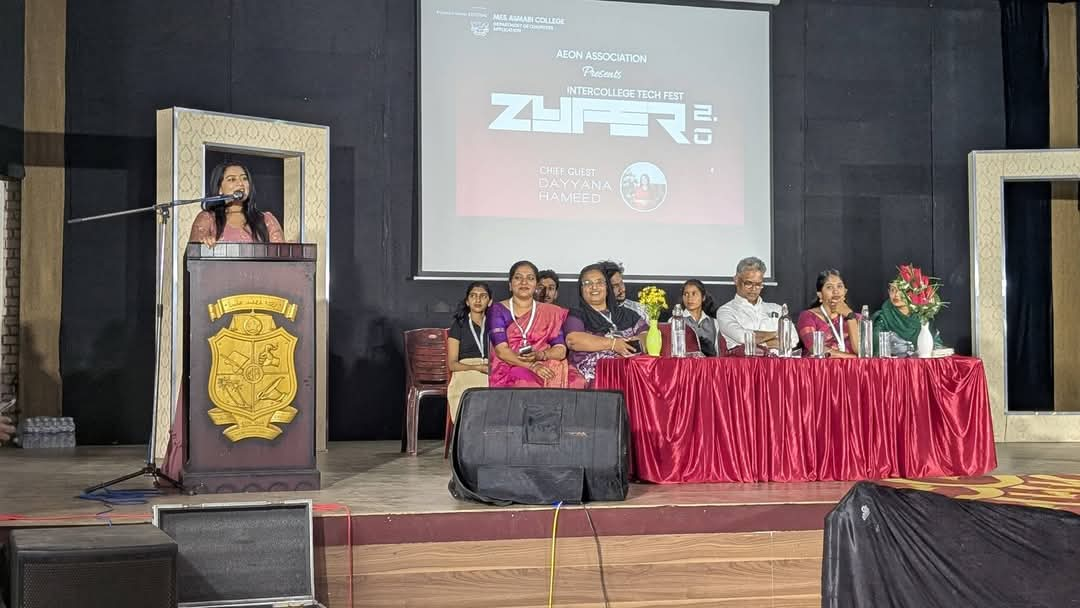 MES ASMABI COLLEGE
DEPARTMENT OF COMPUTER
APPLICATION
AEON ASSOCIATION
Presents
INTERCOLLEGE TECH FEST
ZYFER 2.0
CHIEF GUEST
DAYYANA
HAMEED